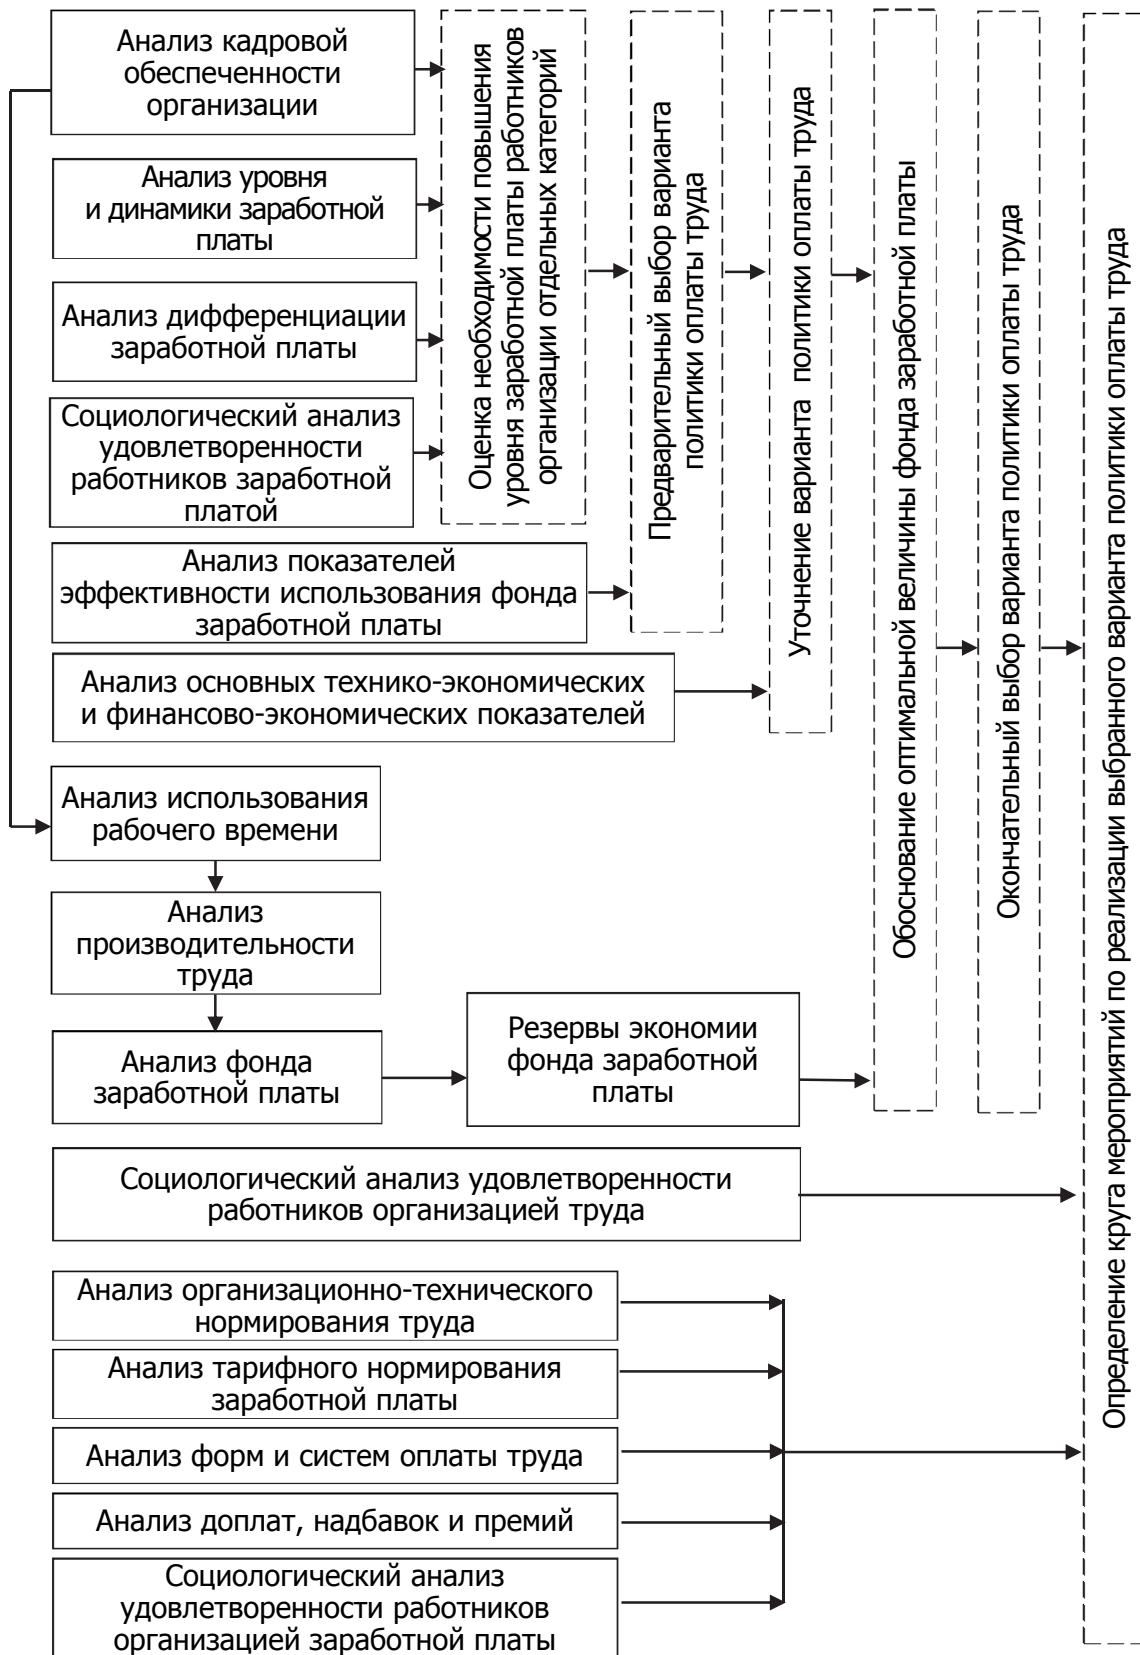 Анализ кадровой
обеспеченности
организации
Анализ уровня
и динамики заработной
платы
Анализ дифференциации
заработной платы
Социологический анализ
удовлетворенности
работников заработной
платой
Оценка необходимости повышения
уровня заработной платы работников
организации отдельных категорий
Предварительный выбор варианта
политики оплаты труда
Уточнение варианта политики оплаты труда
Обоснование оптимальной величины фонда заработной платы
Окончательный выбор варианта политики оплаты труда
Определение круга мероприятий по реализации выбранного варианта политики оплаты труда
Анализ показателей
эффективности использования фонда
заработной платы
Анализ основных технико-экономических
и финансово-экономических показателей
Анализ использования
рабочего времени
Анализ
производительности
труда
Анализ фонда
заработной платы
Резервы экономии
фонда заработной
платы
Социологический анализ удовлетворенности
работников организацией труда
Анализ организационно-технического
нормирования труда
Анализ тарифного нормирования
заработной платы
Анализ форм и систем оплаты труда
Анализ доплат, надбавок и премий
Социологический анализ
удовлетворенности работников
организацией заработной платы